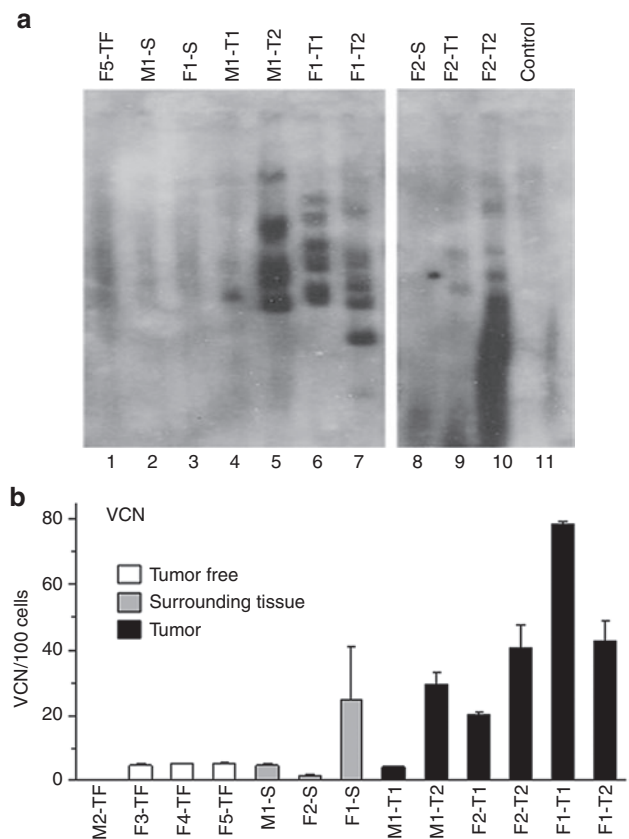 a
F5-TF M1-S F1-S M1-T1 M1-T2 F1-T1 F1-T2 F2-S F2-T1 F2-T2 Control
1 2 3 4 5 6 7 8 9 10 11
b
VCN
80
60
40
20
0
VCN/100 cells
Tumor free
Surrounding tissue
Tumor
M2-TF F3-TF F4-TF F5-TF M1-S F2-S F1-S M1-T1 M1-T2 F2-T1 F2-T2 F1-T1 F1-T2